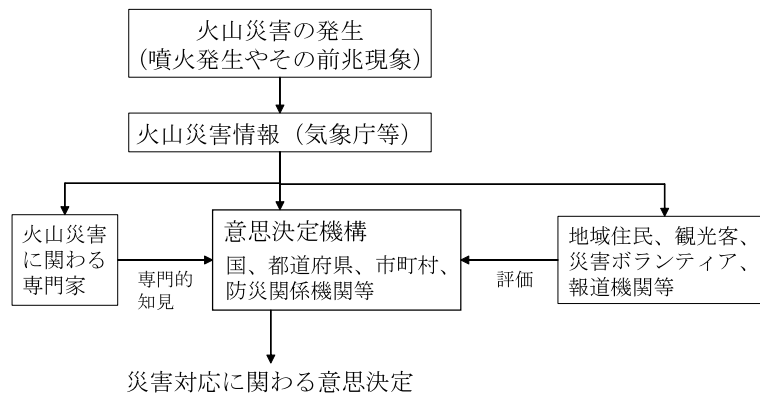 火山災害の発生
（噴火発生やその前兆現象）
火山災害情報（気象庁等）
火山災害
に関わる
専門家
専門的
知見
意思決定機構
国、都道府県、市町村、
防災関係機関等
評価
地域住民、観光客、
災害ボランティア、
報道機関等
災害対応に関わる意思決定